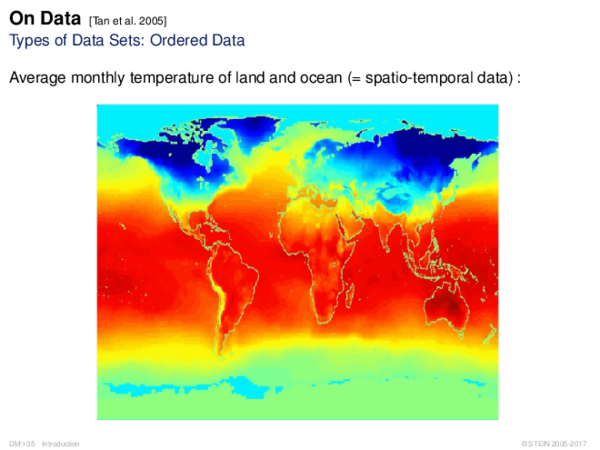 On Data [Tan et al. 2005]
Types of Data Sets: Ordered Data
Average monthly temperature of land and ocean (= spatio-temporal data) :
DM:I-35 Introduction © STEIN 2005-2017